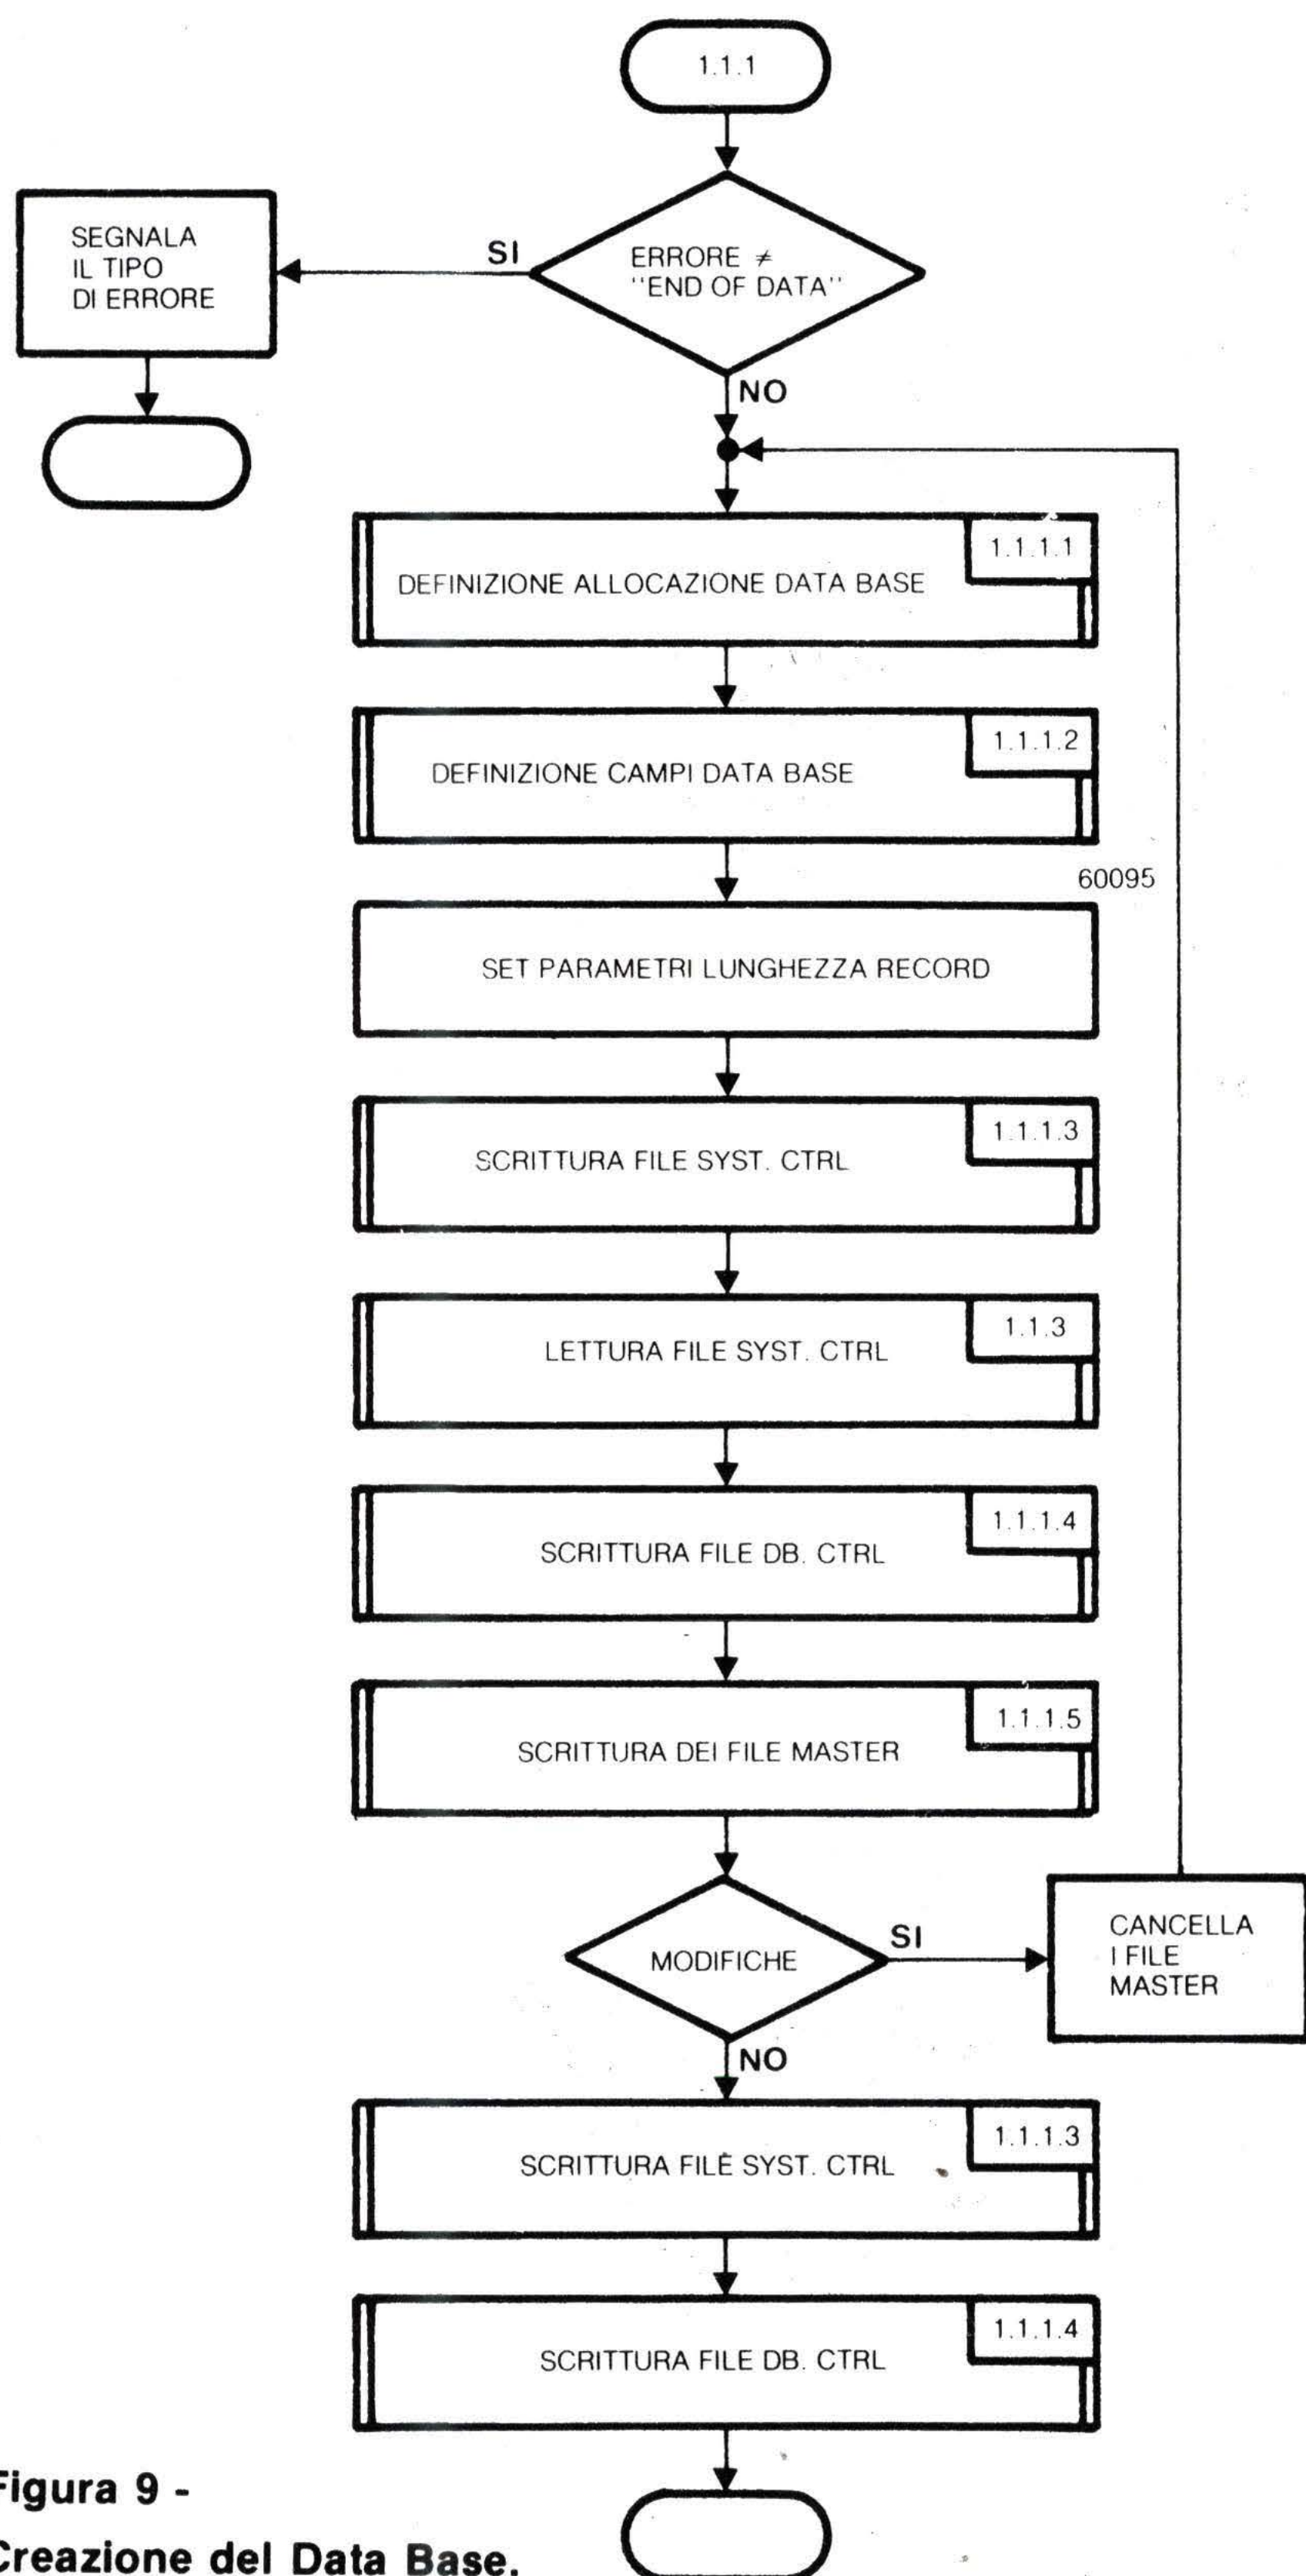 1.1.1
ERRORE ≠
"END OF DATA"
SI
SEGNALA
IL TIPO
DI ERRORE
NO
1.1.1.1
DEFINIZIONE ALLOCAZIONE DATA BASE
1.1.1.2
DEFINIZIONE CAMPI DATA BASE
60095
SET PARAMETRI LUNGHEZZA RECORD
1.1.1.3
SCRITTURA FILE SYST. CTRL
1.1.3
LETTURA FILE SYST. CTRL
1.1.1.4
SCRITTURA FILE DB. CTRL
1.1.1.5
SCRITTURA DEI FILE MASTER
MODIFICHE
SI
CANCELLA
I FILE
MASTER
NO
1.1.1.3
SCRITTURA FILE SYST. CTRL
1.1.1.4
SCRITTURA FILE DB. CTRL
Figura 9 -
Creazione del Data Base.